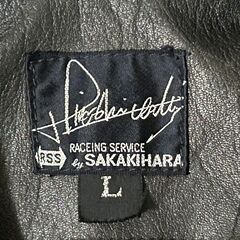 RSS
RACEING SERVICE
by SAKAKIHARA
L